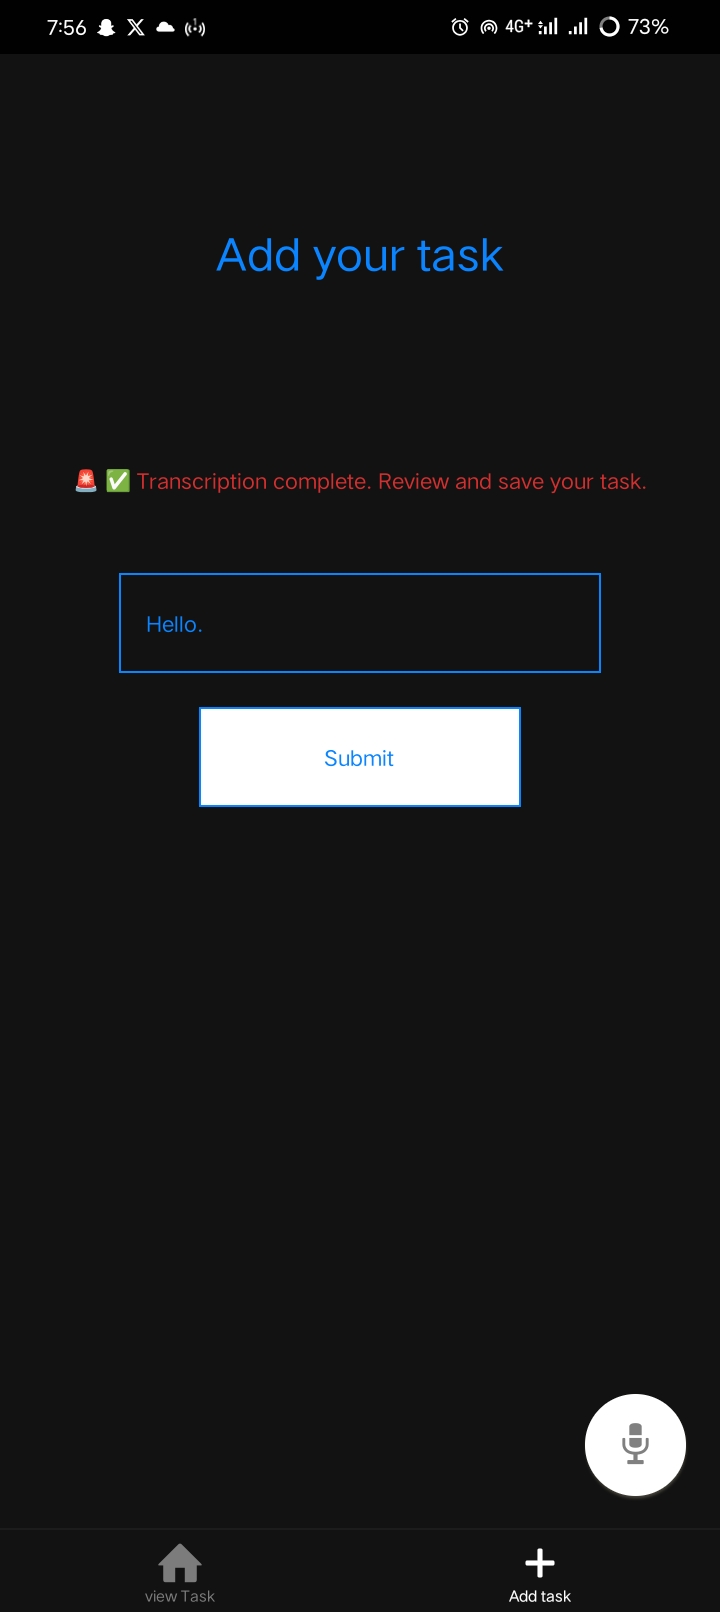 7:56 4G+ 73%
Add your task
🚨 ✅ Transcription complete. Review and save your task.
Hello.
Submit
view Task
Add task